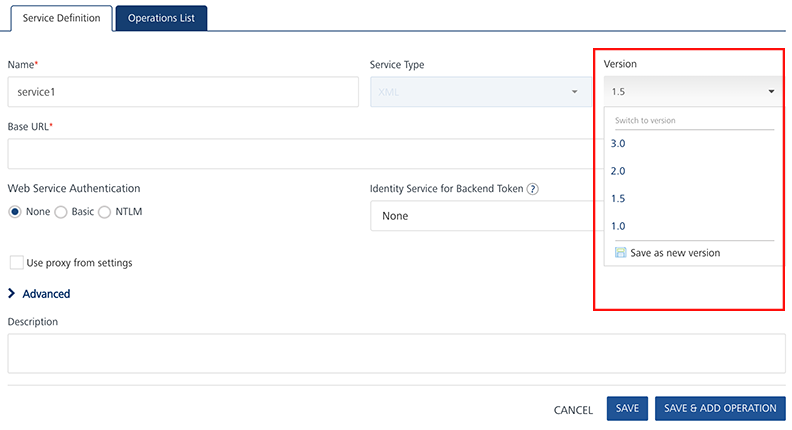 Service Definition
Operations List
Name*
Service Type
Version
service1
XML
1.5
Base URL*
Switch to version
3.0
2.0
1.5
1.0
Save as new version
Web Service Authentication
Identity Service for Backend Token ?
None Basic NTLM
None
Use proxy from settings
Advanced
Description
CANCEL
SAVE
SAVE & ADD OPERATION